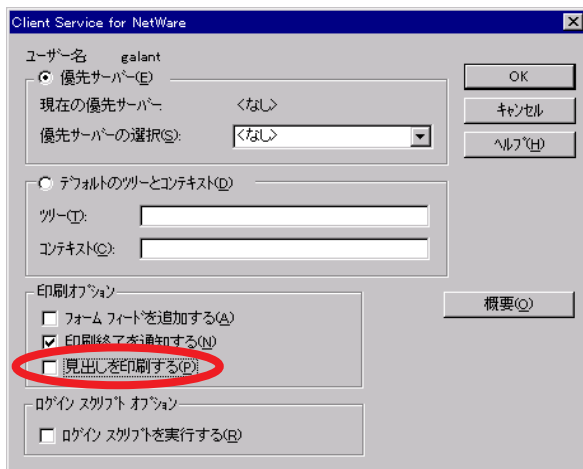 Client Service for NetWare
ユーザー名 galant
優先サーバー(E)
現在の優先サーバー: <なし>
優先サーバーの選択(S): <なし>
OK
キャンセル
ヘルプ(H)
デフォルトのツリーとコンテキスト(D)
ツリー(T):
コンテキスト(C):
印刷オプション
フォーム フィードを追加する(A)
印刷終了を通知する(N)
見出しを印刷する(P)
概要(O)
ログイン スクリプト オプション
ログイン スクリプトを実行する(R)